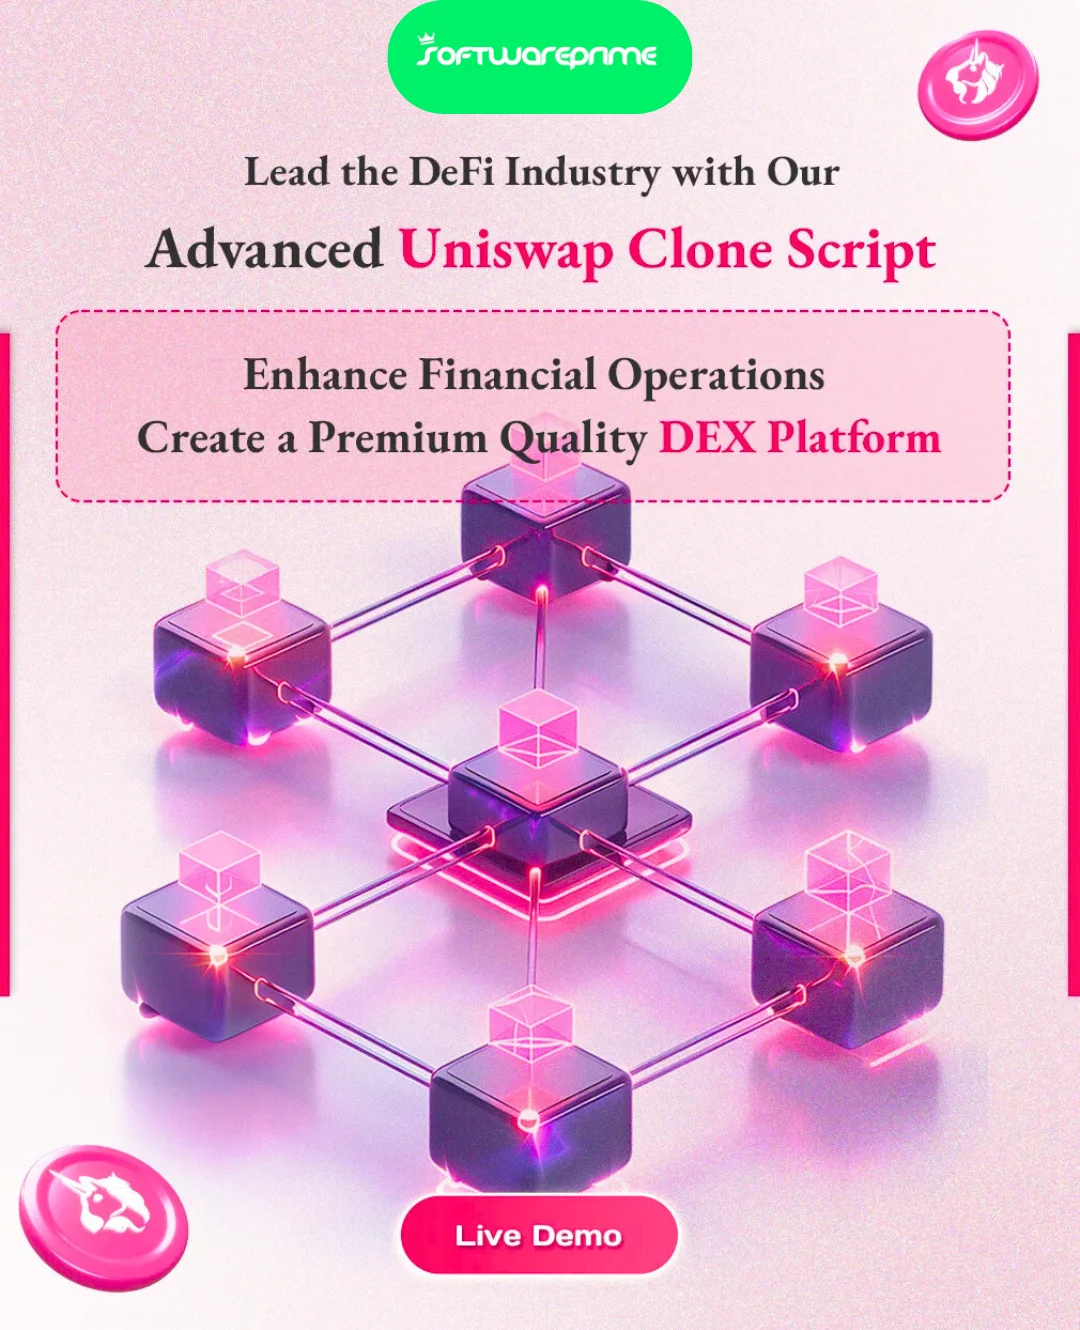 Softwareprime
Lead the DeFi Industry with Our
Advanced Uniswap Clone Script
Enhance Financial Operations
Create a Premium Quality DEX Platform
Live Demo